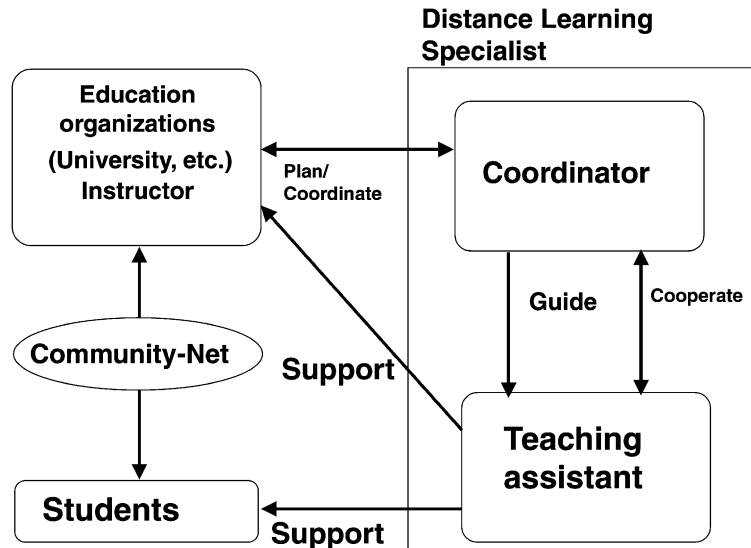 Distance Learning
Specialist
Education
organizations
(University, etc.)
Instructor
Plan/
Coordinate
Coordinator
Guide
Cooperate
Community-Net
Support
Teaching
assistant
Students
Support